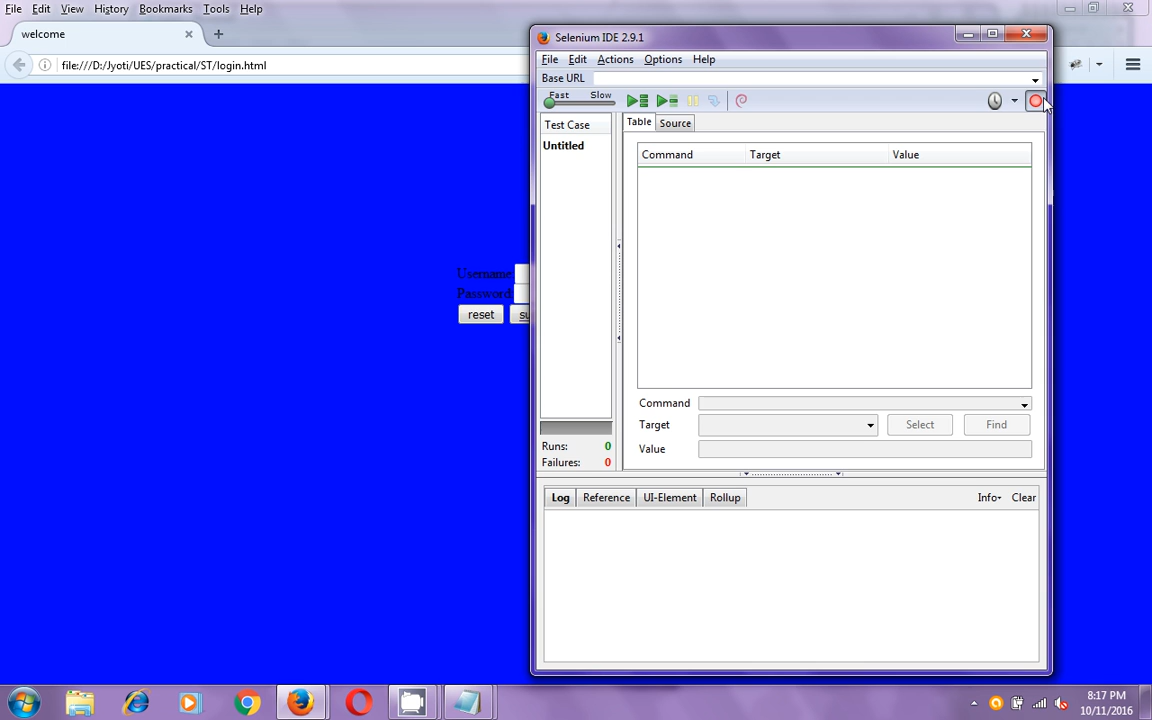 File Edit View History Bookmarks Tools Help
welcome
file:///D:/Jyoti/UES/practical/ST/login.html
Username
Password
reset
su
Selenium IDE 2.9.1
File Edit Actions Options Help
Base URL
Fast Slow
Test Case
Untitled
Table Source
Command Target Value
Command
Target Select Find
Value
Runs: 0
Failures: 0
Log Reference UI-Element Rollup Info Clear
8:17 PM
10/11/2016